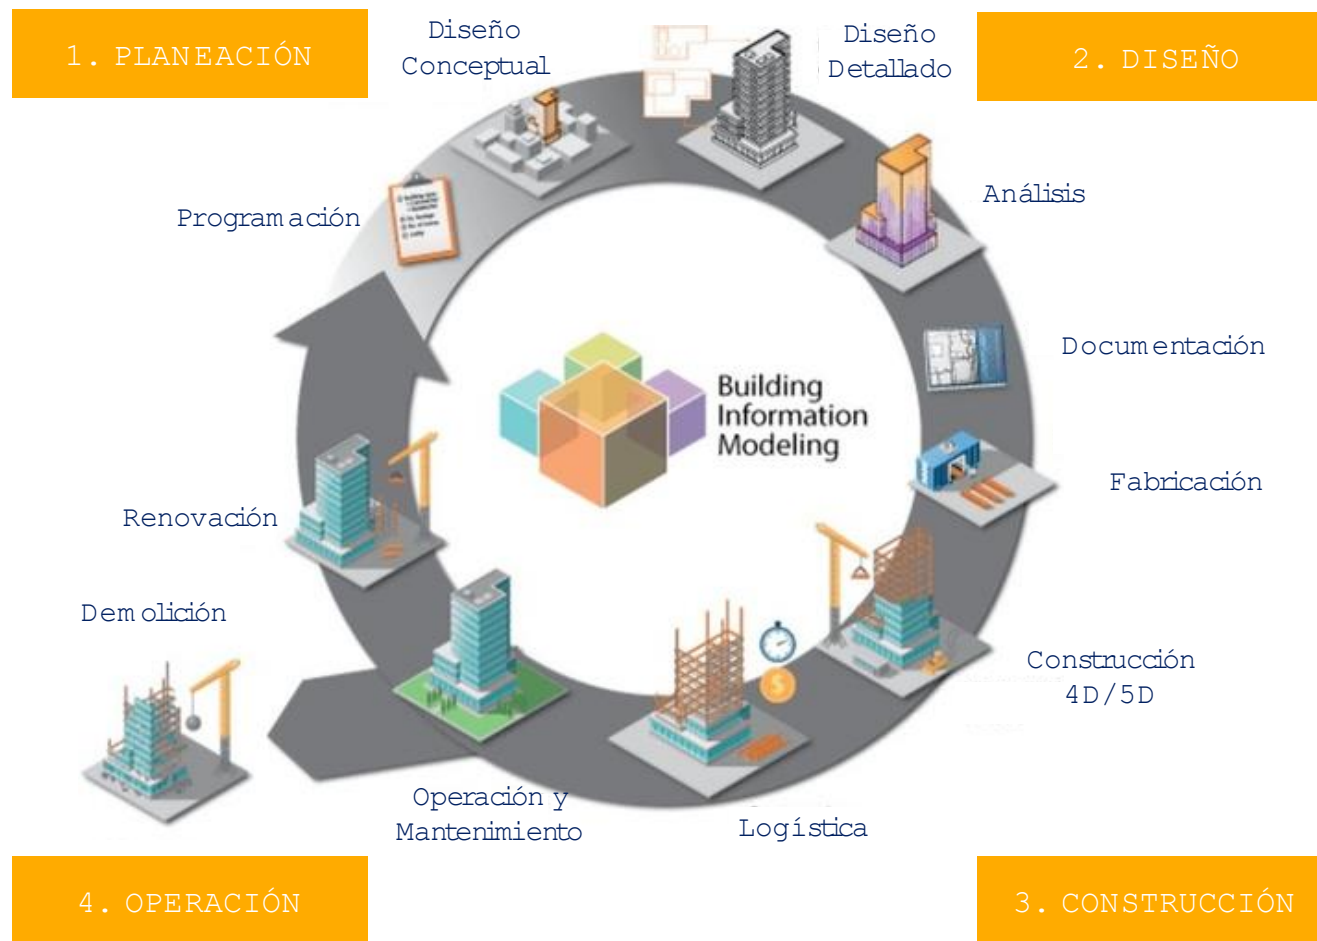 1. PLANEACIÓN
Diseño
Conceptual
Diseño
Detallado
2. DISEÑO
Programación
Análisis
Documentación
Building
Information
Modeling
Fabricación
Renovación
Demolición
Construcción
4D/5D
Operación y
Mantenimiento
Logística
4. OPERACIÓN
3. CONSTRUCCIÓN